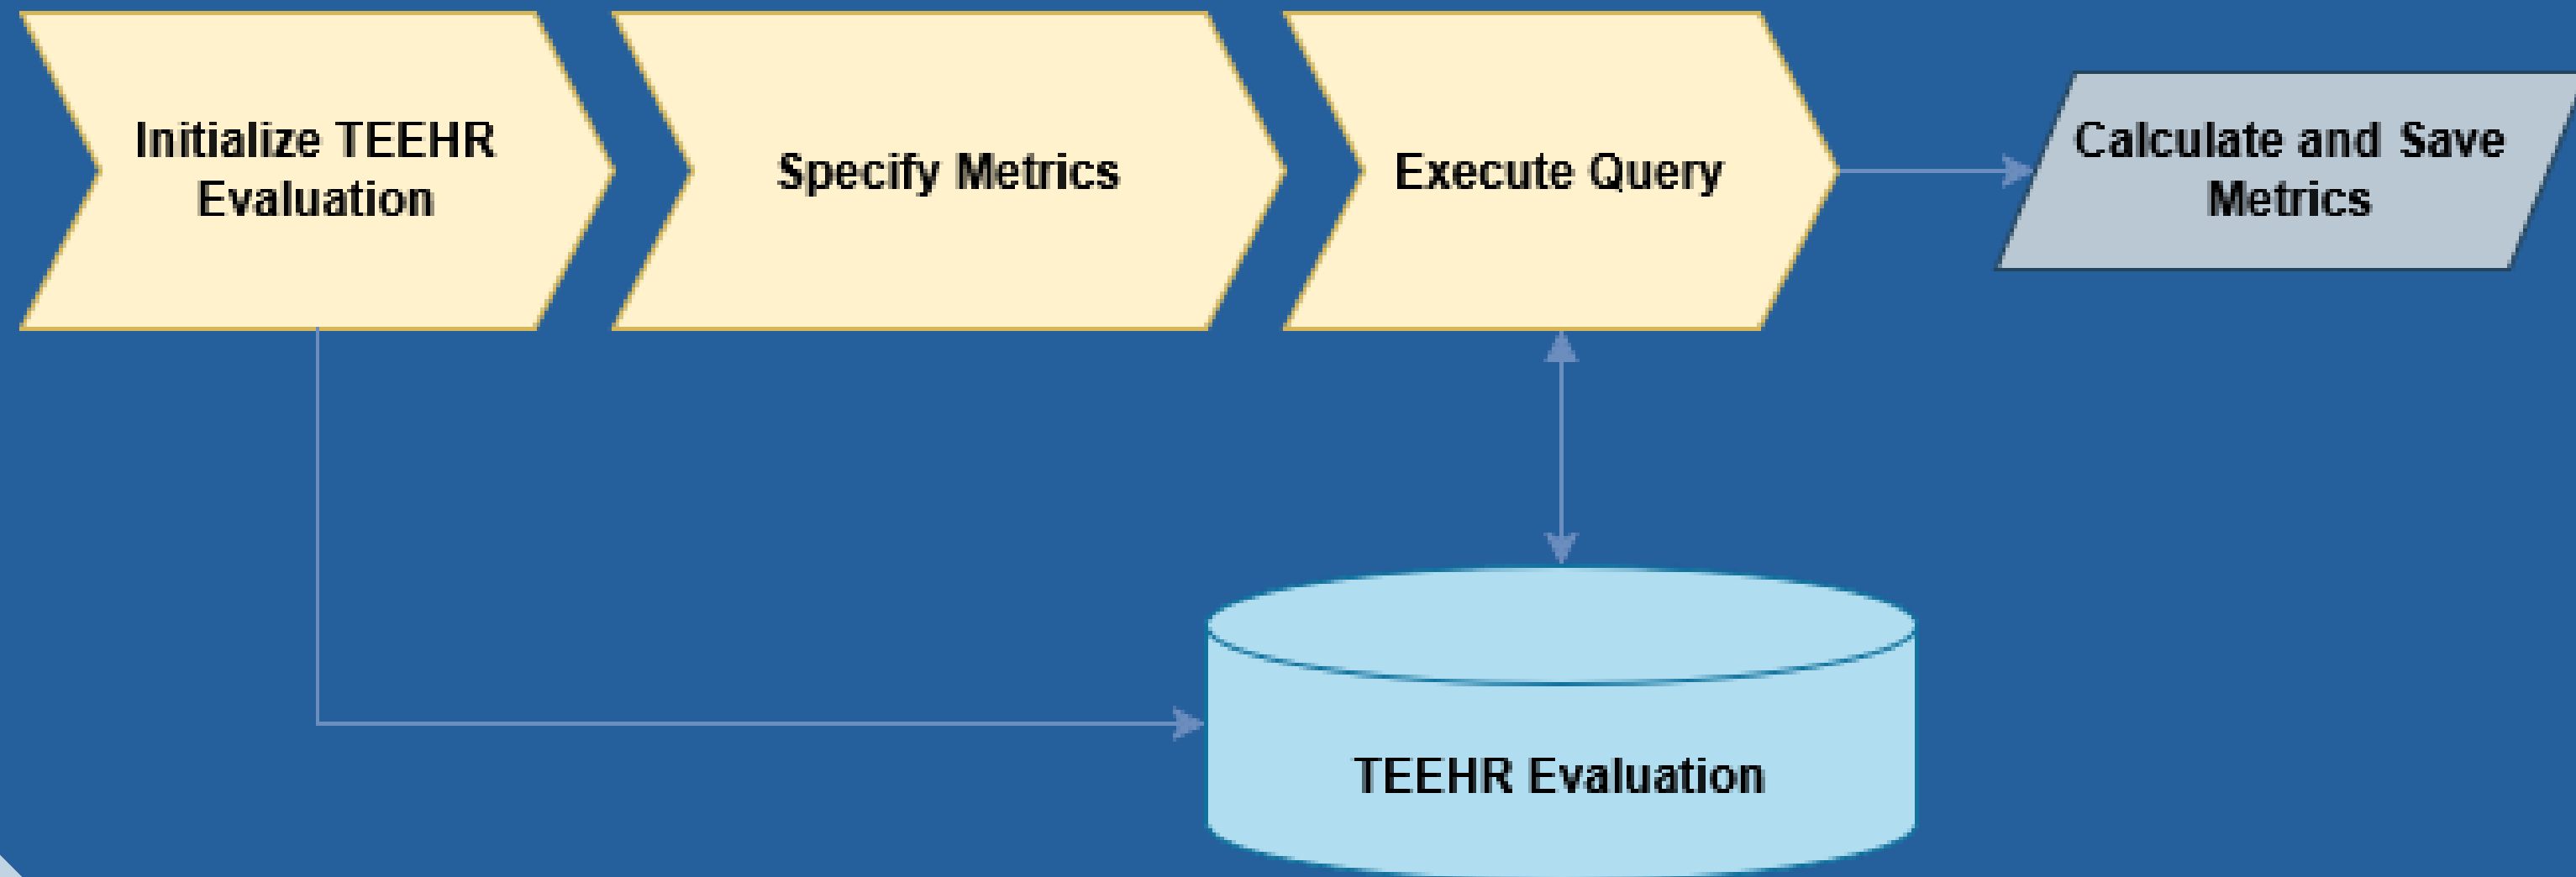 Initialize TEEHR
Evaluation
Specify Metrics
Execute Query
Calculate and Save
Metrics
TEEHR Evaluation